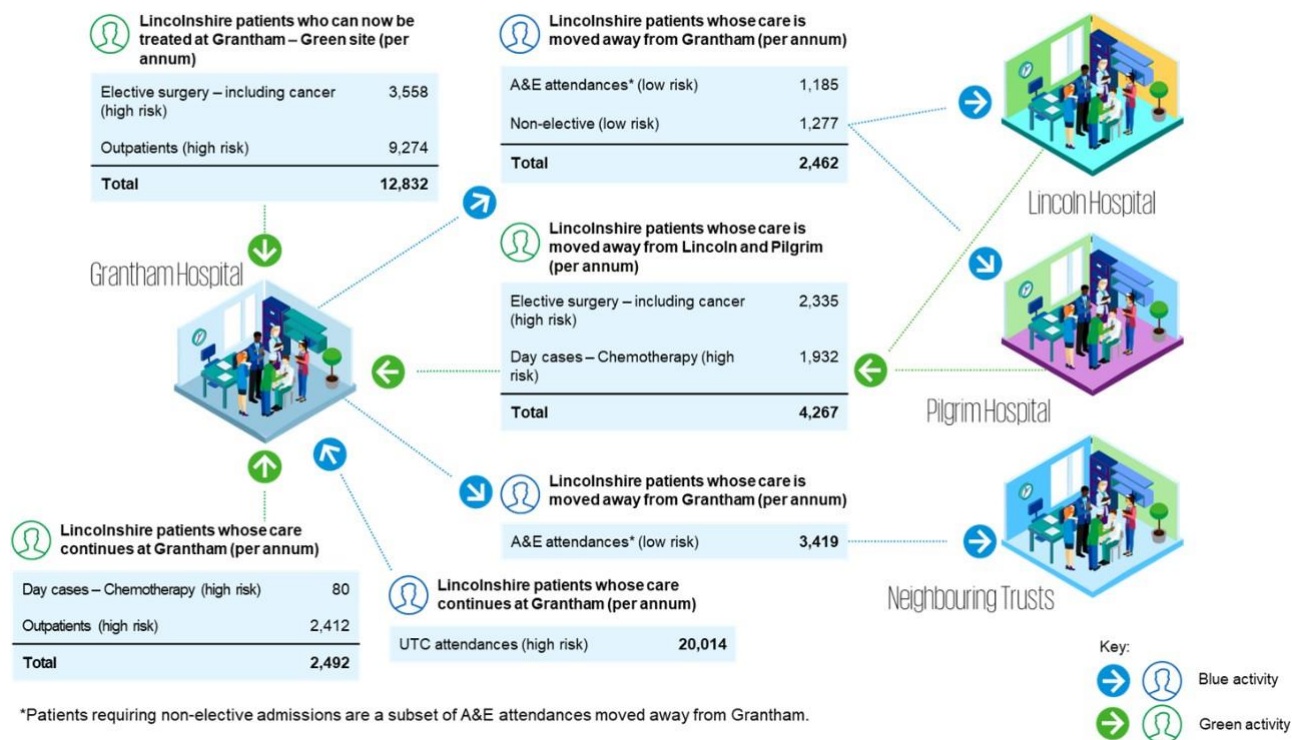 Lincolnshire patients who can now be
treated at Grantham – Green site (per
annum)
Elective surgery – including cancer
(high risk)
3,558
Outpatients (high risk)
9,274
Total
12,832
Lincolnshire patients whose care is
moved away from Grantham (per annum)
A&E attendances* (low risk)
1,185
Non-elective (low risk)
1,277
Total
2,462
Lincoln Hospital
Grantham Hospital
Lincolnshire patients whose care is
moved away from Lincoln and Pilgrim
(per annum)
Elective surgery – including cancer
(high risk)
2,335
Day cases – Chemotherapy (high
risk)
1,932
Total
4,267
Pilgrim Hospital
Lincolnshire patients whose care is
moved away from Grantham (per annum)
A&E attendances* (low risk)
3,419
Neighbouring Trusts
Lincolnshire patients whose care
continues at Grantham (per annum)
Day cases – Chemotherapy (high risk)
80
Outpatients (high risk)
2,412
Total
2,492
Lincolnshire patients whose care
continues at Grantham (per annum)
UTC attendances (high risk)
20,014
Key:
Blue activity
Green activity
*Patients requiring non-elective admissions are a subset of A&E attendances moved away from Grantham.